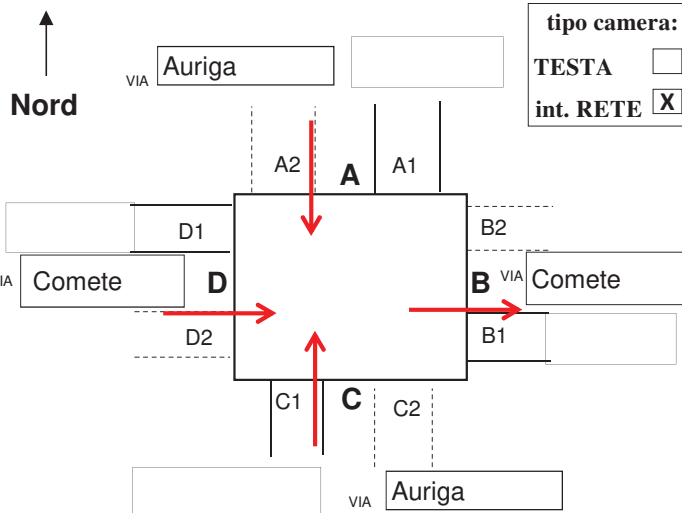 tipo camera:
VIA Auriga
TESTA
Nord
int. RETE X
A2 A A1
D1 B2
VIA Comete D B VIA Comete
D2 B1
C1 C C2
VIA Auriga